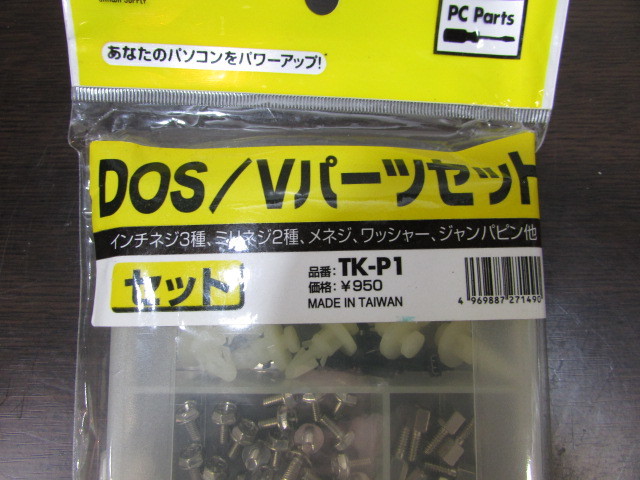 PC Parts
あなたのパソコンをパワーアップ!
DOS/Vパーツセット
インチネジ3種、ミリネジ2種、メネジ、ワッシャー、ジャンパピン他
セット
品番: TK-P1
価格: ¥950
MADE IN TAIWAN
4 969887 271490